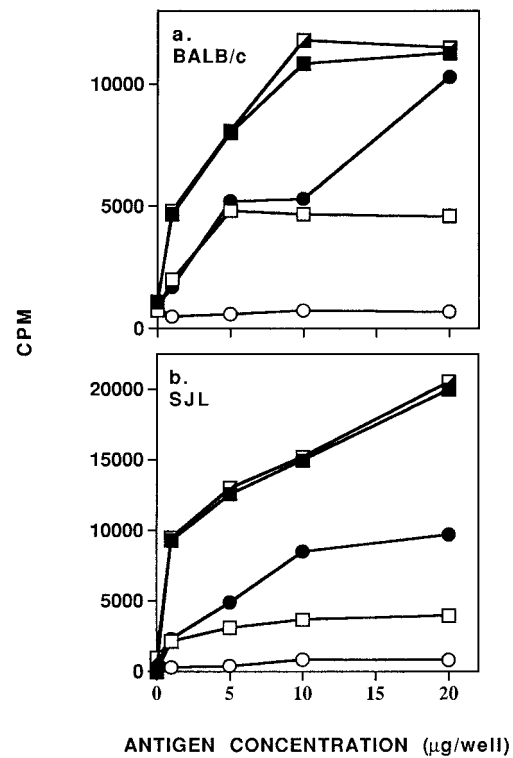 a.
BALB/c
10000
5000
0
CPM
b.
SJL
20000
15000
10000
5000
0
0 5 10 15 20
ANTIGEN CONCENTRATION (µg/well)